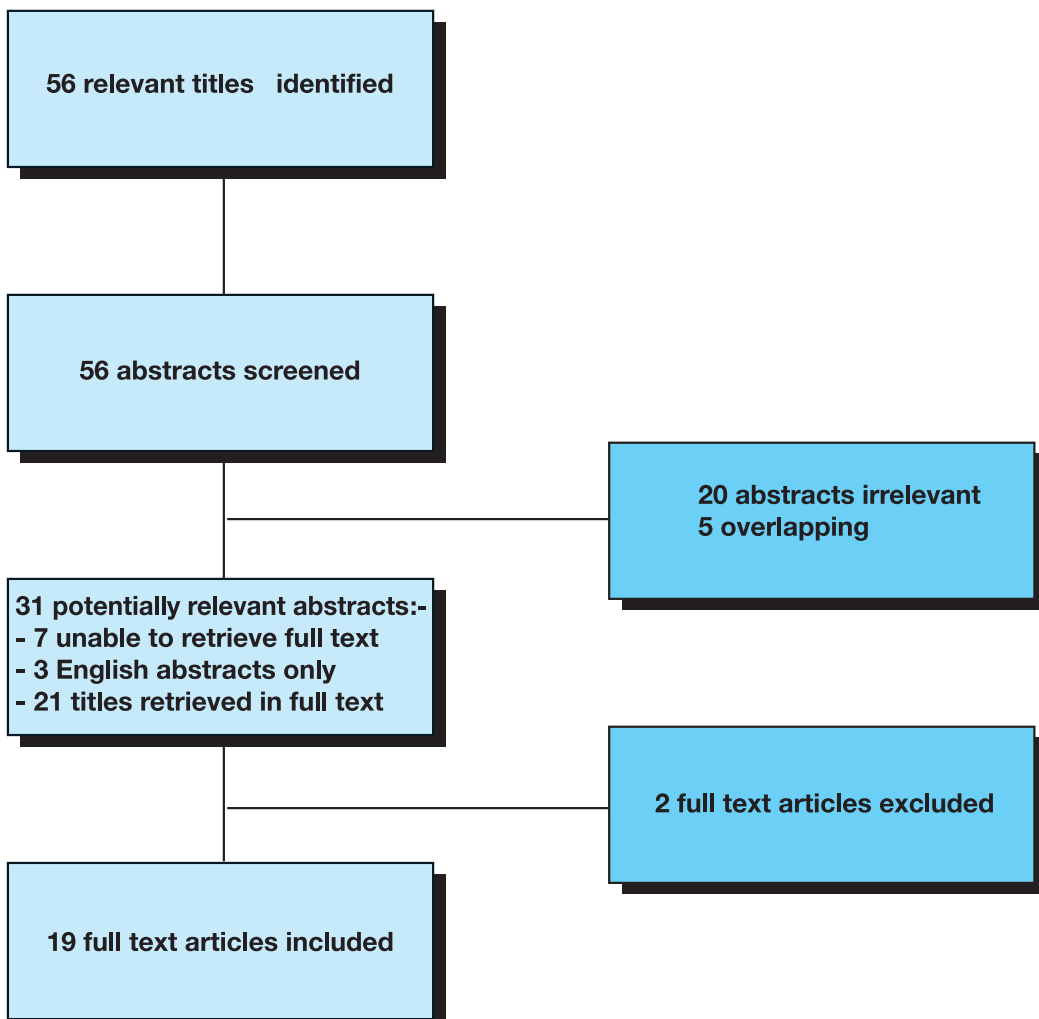 56 relevant titles identified
56 abstracts screened
20 abstracts irrelevant
5 overlapping
31 potentially relevant abstracts:-
- 7 unable to retrieve full text
- 3 English abstracts only
- 21 titles retrieved in full text
2 full text articles excluded
19 full text articles included